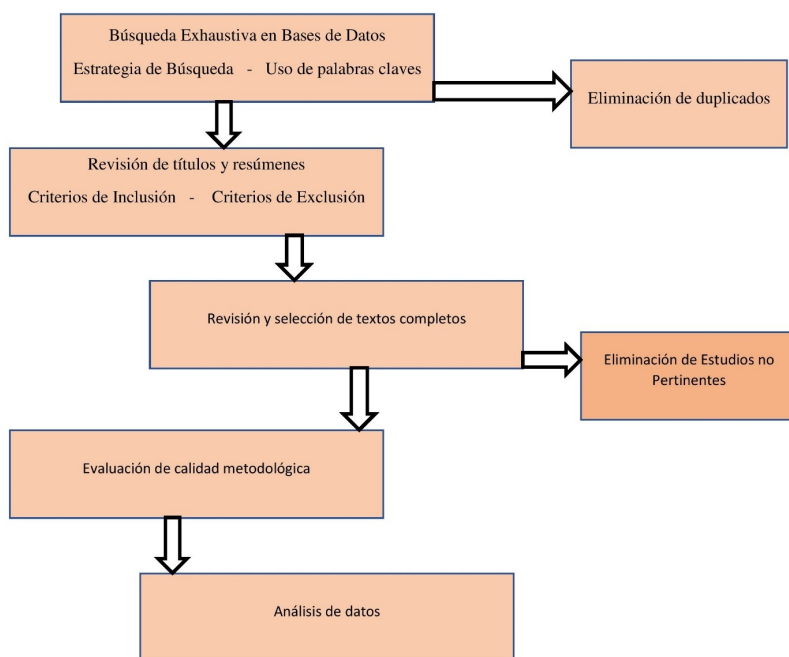 Búsqueda Exhaustiva en Bases de Datos
Estrategia de Búsqueda - Uso de palabras claves
Eliminación de duplicados
Revisión de títulos y resúmenes
Criterios de Inclusión - Criterios de Exclusión
Revisión y selección de textos completos
Eliminación de Estudios no
Pertinentes
Evaluación de calidad metodológica
Análisis de datos